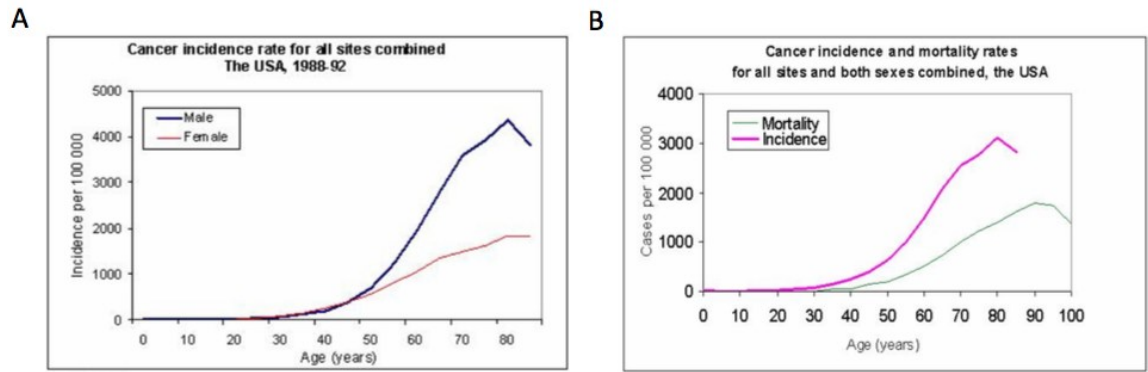 A
Cancer incidence rate for all sites combined
The USA, 1988-92
5000
4000
3000
2000
1000
0
Incidence per 100 000
Male
Female
0 10 20 30 40 50 60 70 80
Age (years)
B
Cancer incidence and mortality rates
for all sites and both sexes combined, the USA
4000
3000
2000
1000
0
Cases per 100 000
Mortality
Incidence
0 10 20 30 40 50 60 70 80 90 100
Age (years)